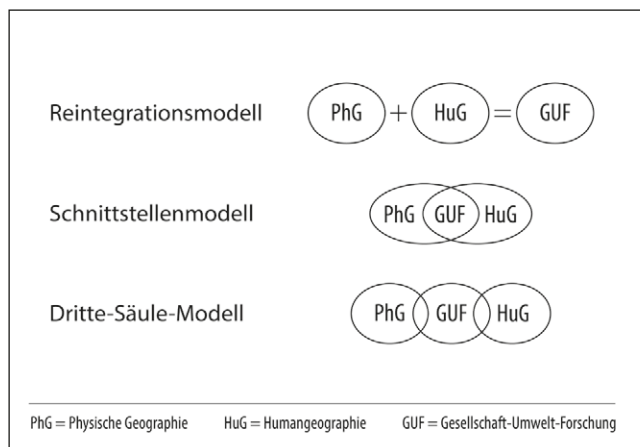 Reintegrationsmodell PhG + HuG = GUF
Schnittstellenmodell PhG GUF HuG
Dritte-Säule-Modell PhG GUF HuG
PhG = Physische Geographie HuG = Humangeographie GUF = Gesellschaft-Umwelt-Forschung